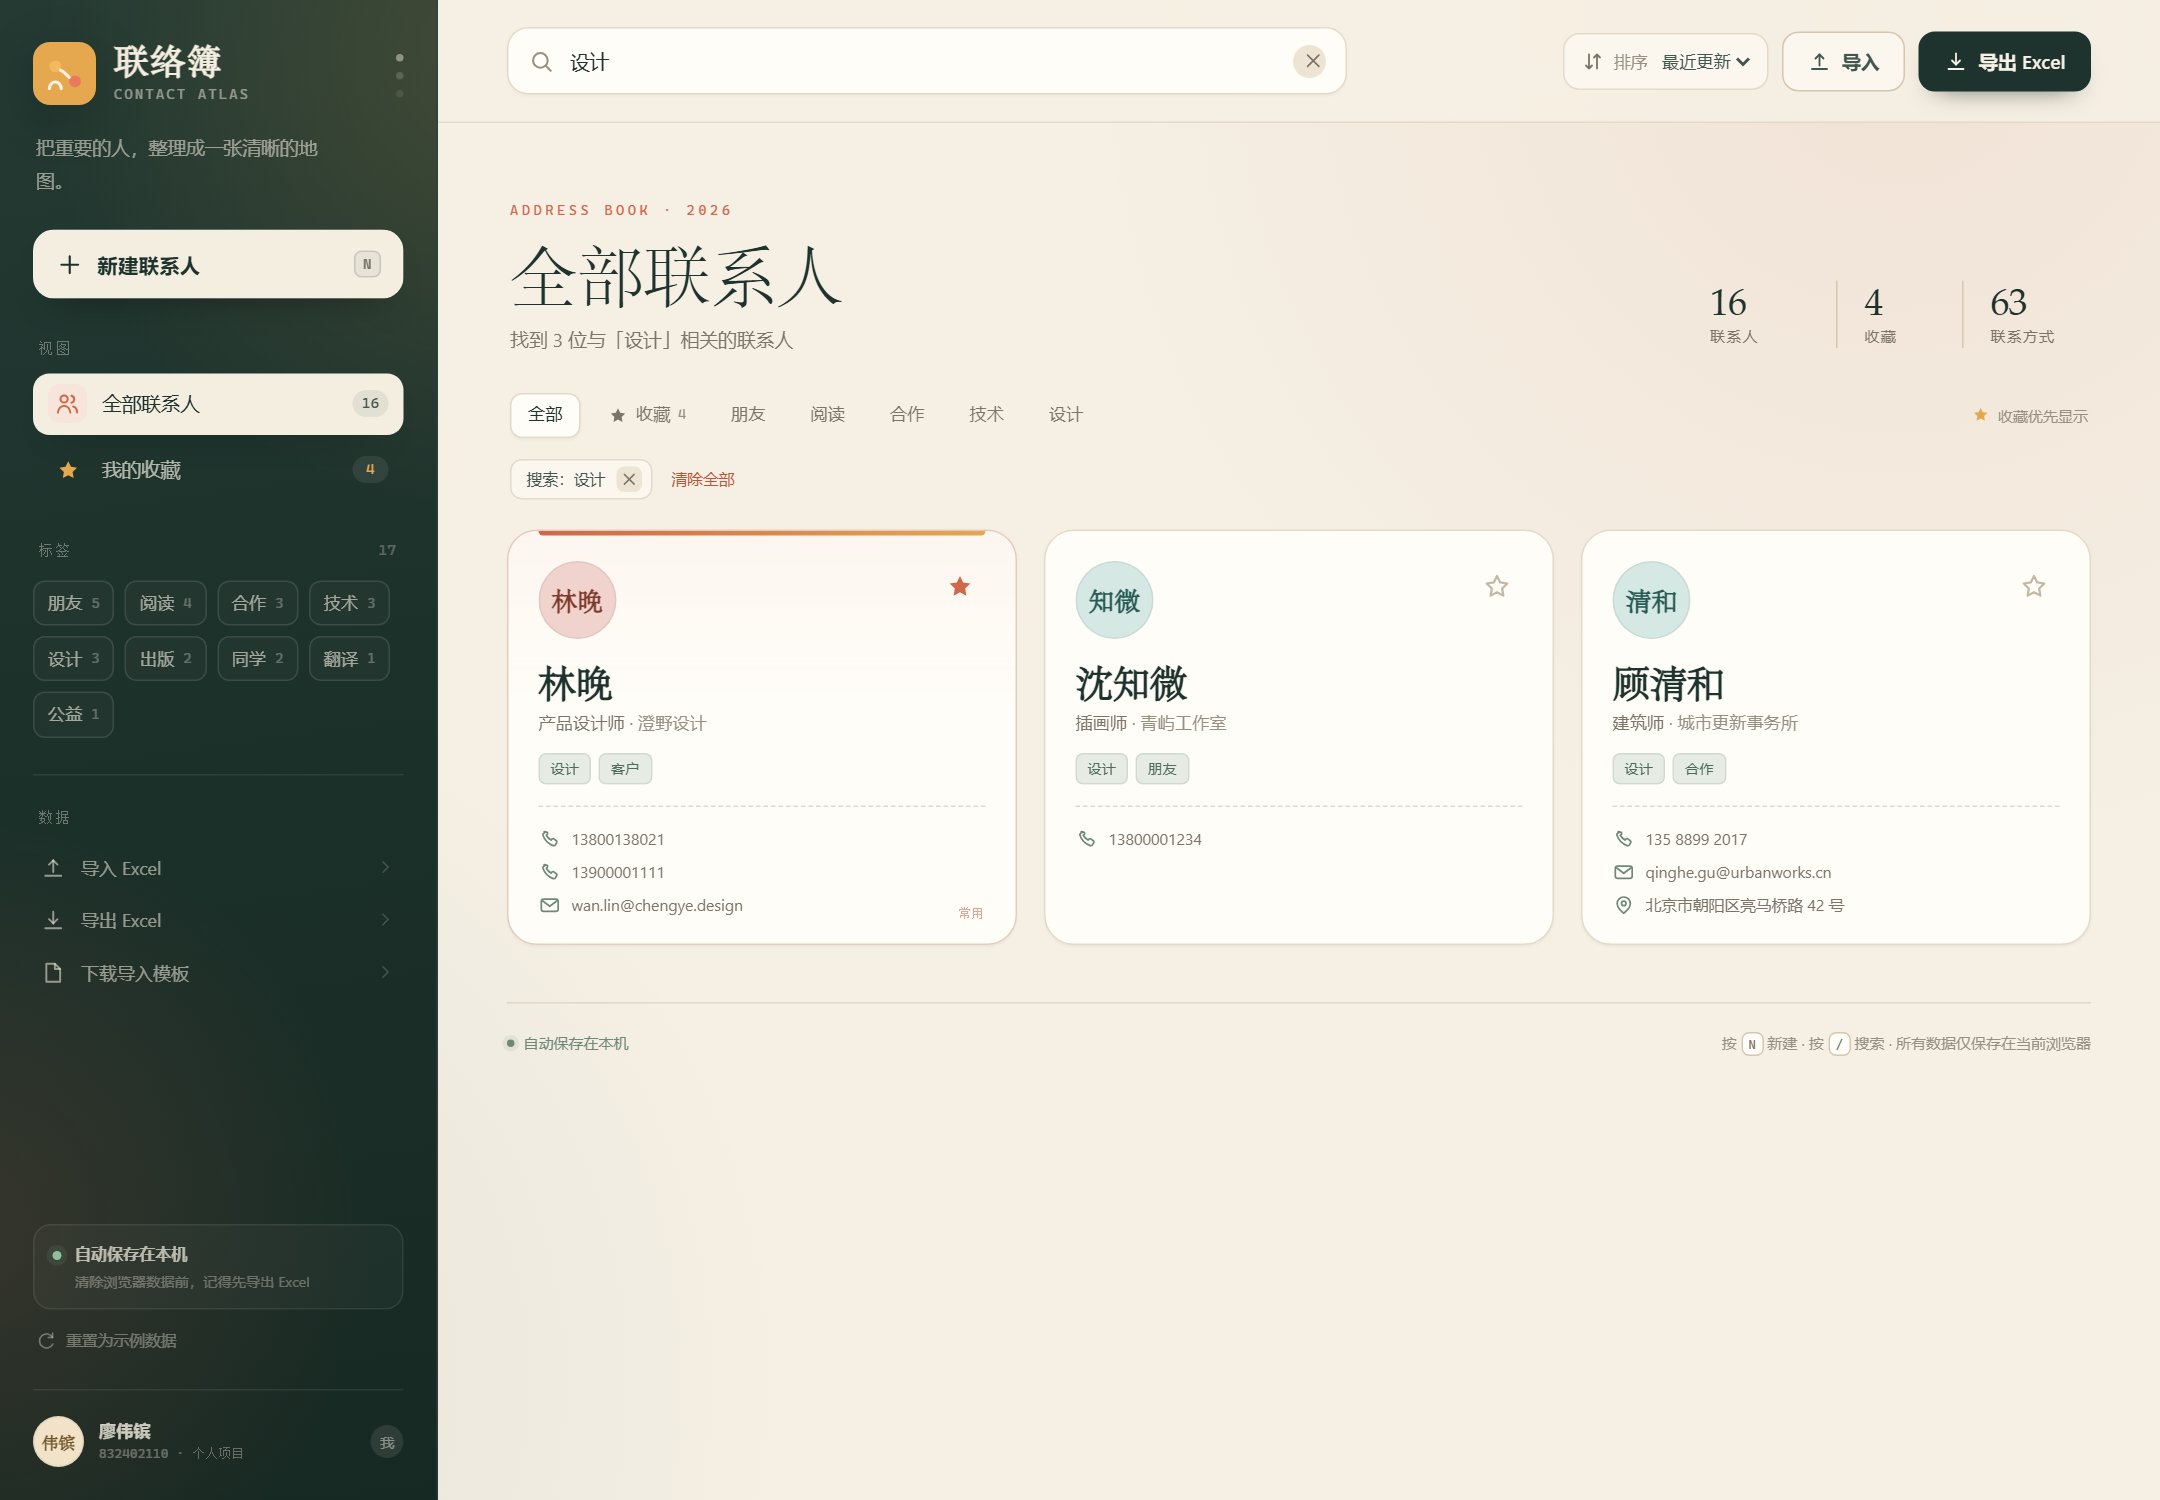 联络簿
CONTACT ATLAS
把重要的人，整理成一张清晰的地
图。
新建联系人 N
视图
全部联系人 16
我的收藏 4
标签 17
朋友 5 阅读 4 合作 3 技术 3
设计 3 出版 2 同学 2 翻译 1
公益 1
数据
导入 Excel
导出 Excel
下载导入模板
自动保存在本机
清除浏览器数据前，记得先导出 Excel
重置为示例数据
伟镔 廖伟镔 我
832402110 · 个人项目
设计
排序 最近更新 导入 导出 Excel
ADDRESS BOOK · 2026
全部联系人
找到 3 位与「设计」相关的联系人
16 联系人
4 收藏
63 联系方式
全部 收藏 4 朋友 阅读 合作 技术 设计 收藏优先显示
搜索：设计 清除全部
林晚
林晚
产品设计师 · 澄野设计
设计 客户
13800138021
13900001111
wan.lin@chengye.design
常用
知微
沈知微
插画师 · 青屿工作室
设计 朋友
13800001234
清和
顾清和
建筑师 · 城市更新事务所
设计 合作
135 8899 2017
qinghe.gu@urbanworks.cn
北京市朝阳区亮马桥路 42 号
自动保存在本机
按 N 新建 · 按 / 搜索 · 所有数据仅保存在当前浏览器